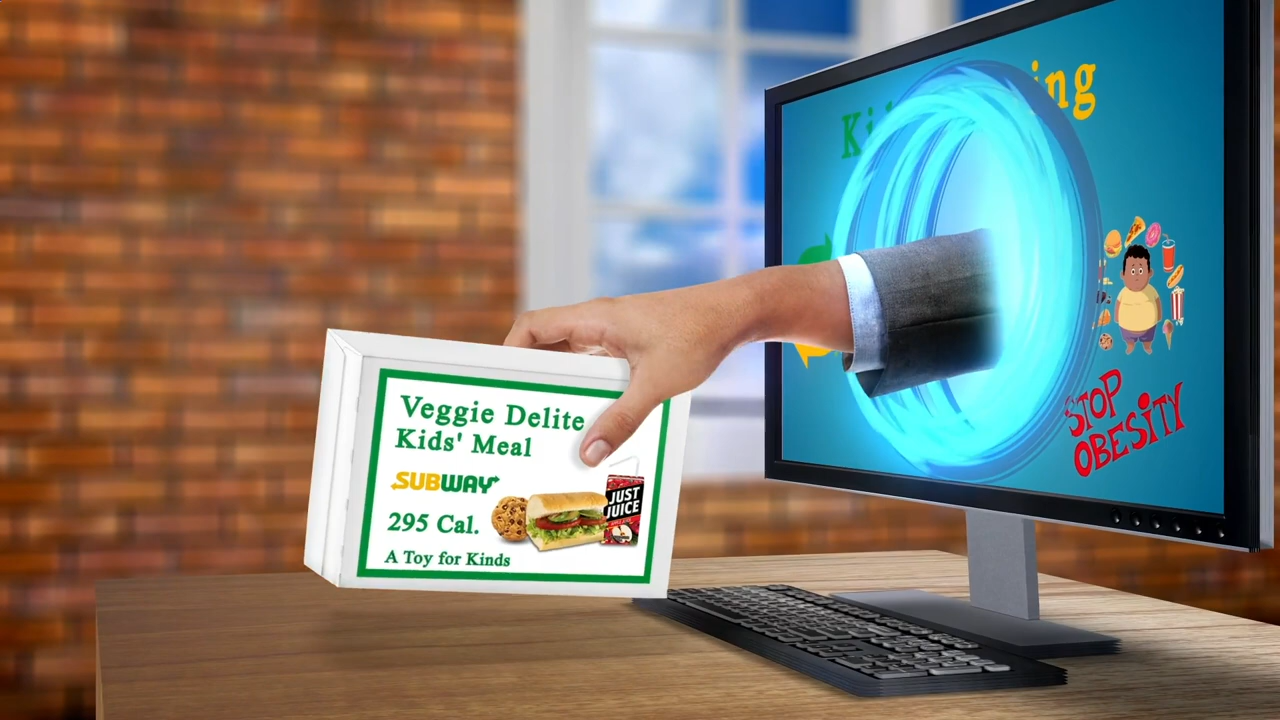 Veggie Delite
Kids' Meal
SUBWAY
295 Cal.
A Toy for Kinds
JUST
JUICE
STOP
OBESITY